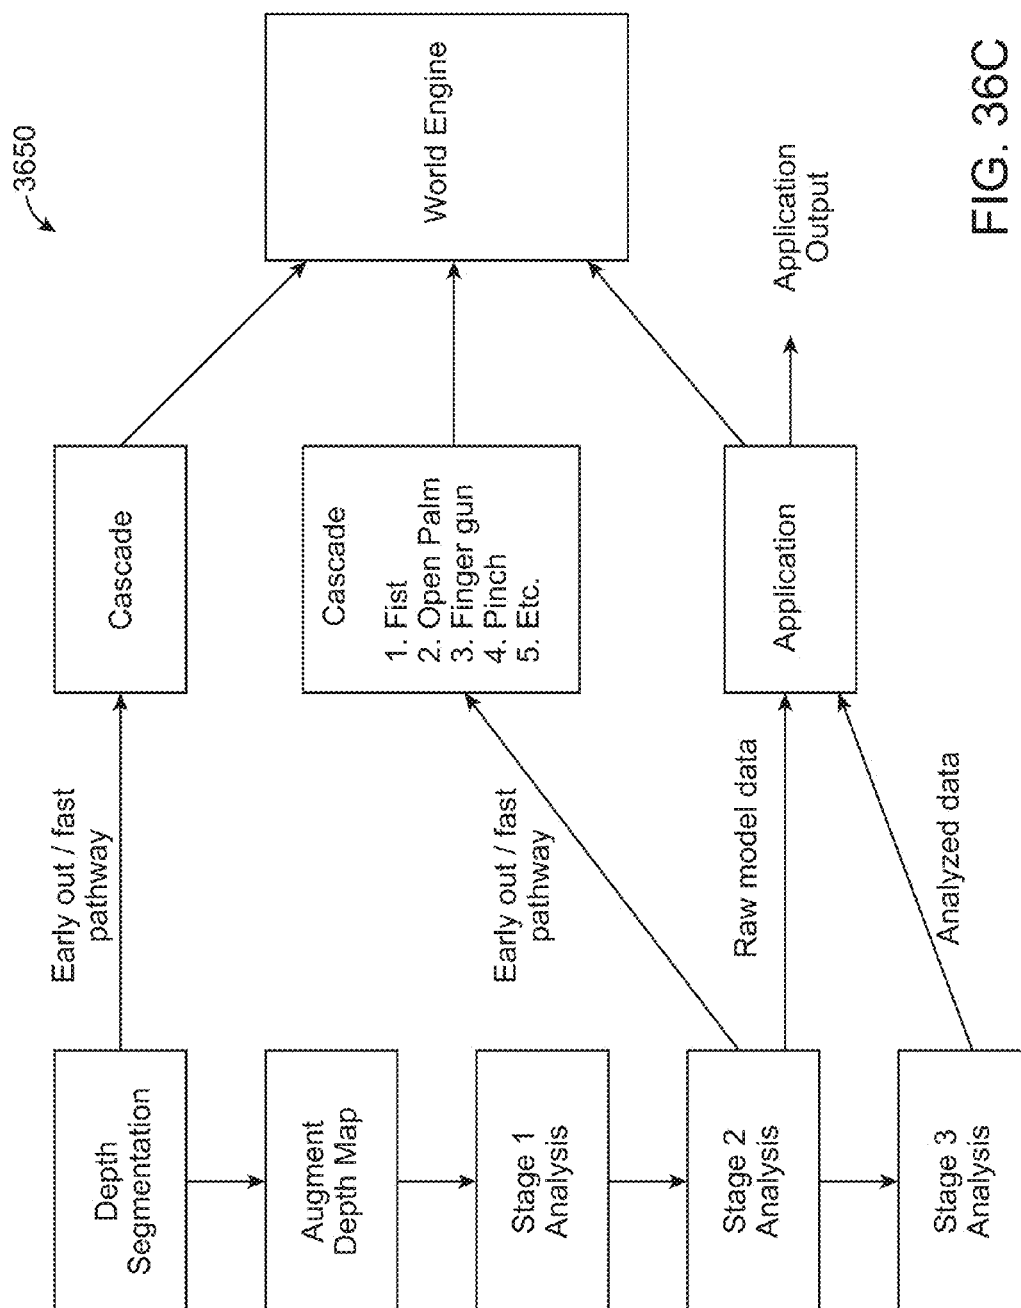 3650
Depth
Segmentation
Early out / fast
pathway
Cascade
Augment
Depth Map
Stage 1
Analysis
Early out / fast
pathway
Cascade
1. Fist
2. Open Palm
3. Finger gun
4. Pinch
5. Etc.
World Engine
Stage 2
Analysis
Raw model data
Application
Application
Output
Stage 3
Analysis
Analyzed data
FIG. 36C